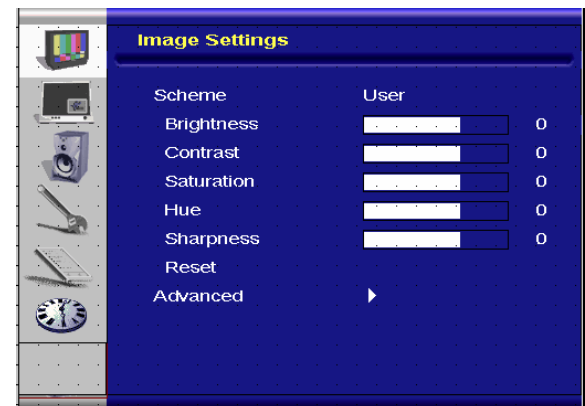 Image Settings
Scheme User
Brightness 0
Contrast 0
Saturation 0
Hue 0
Sharpness 0
Reset
Advanced